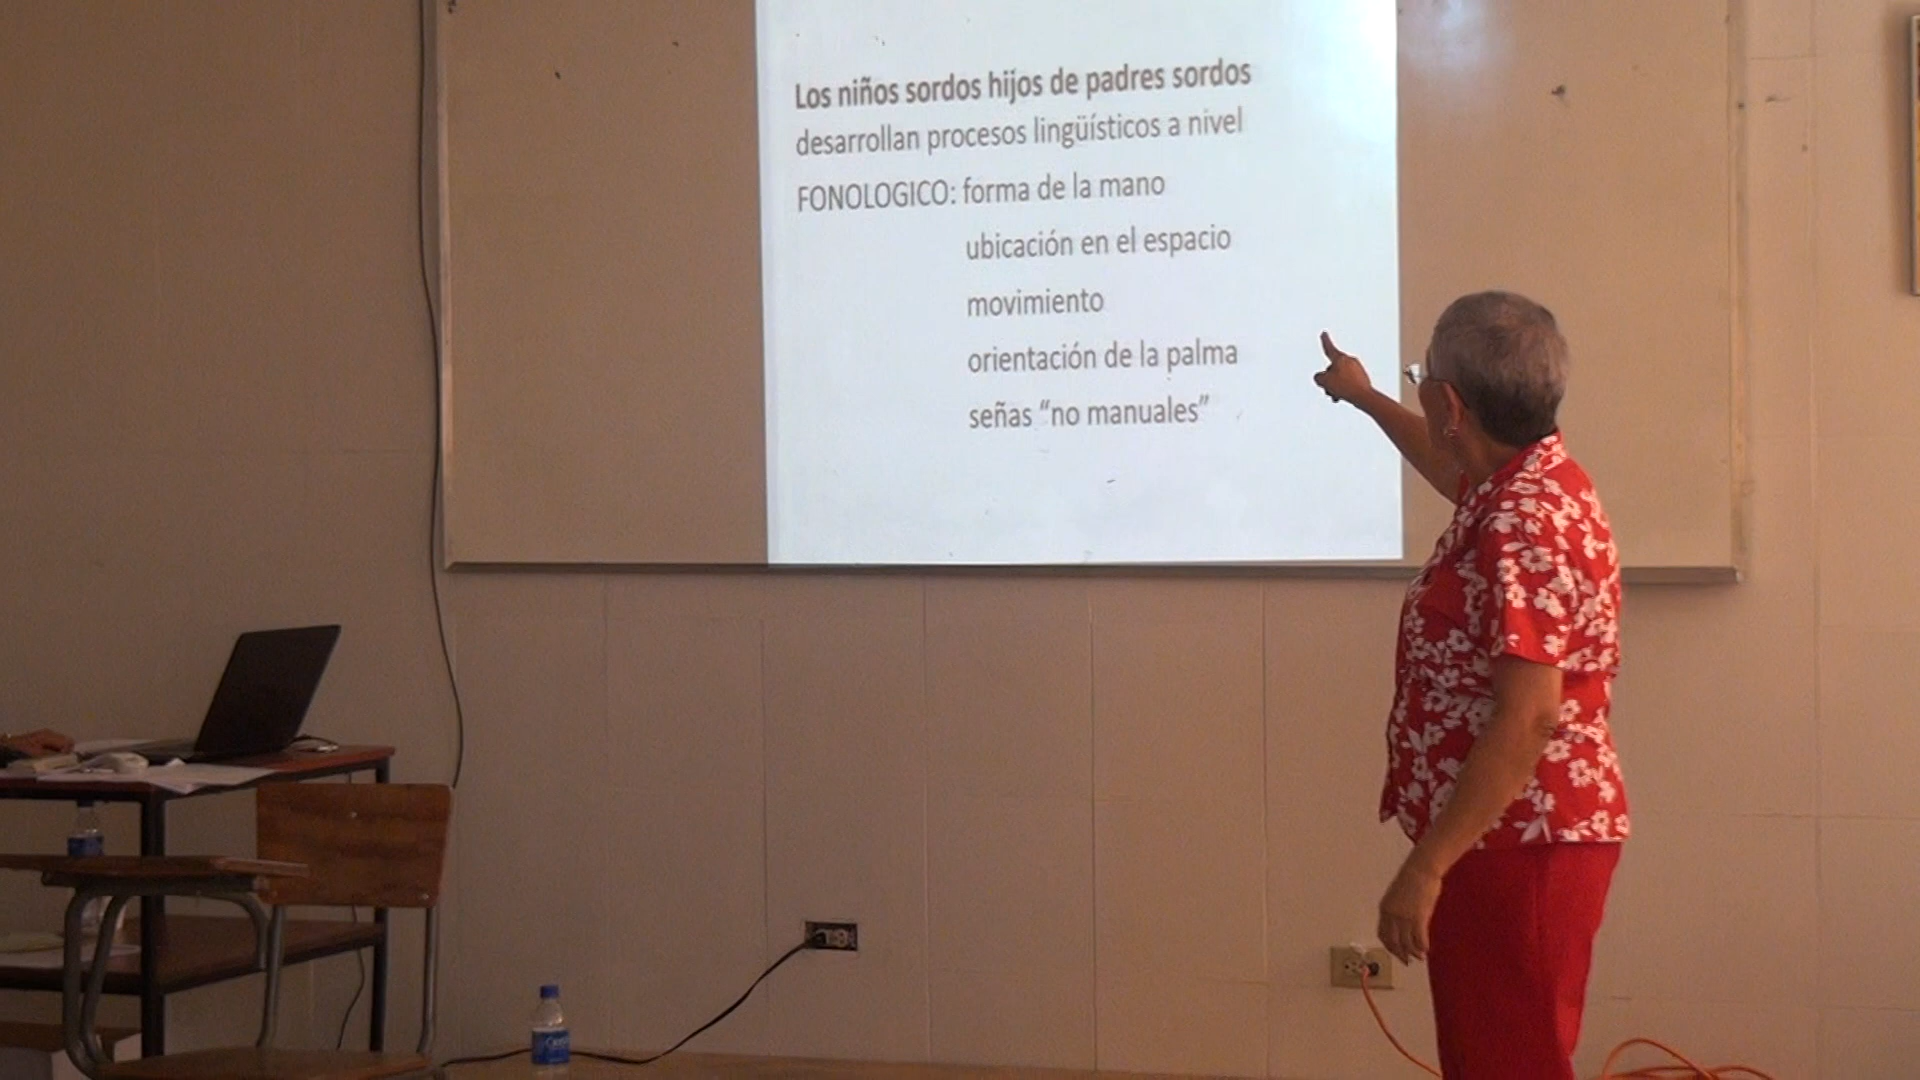 Los niños sordos hijos de padres sordos
desarrollan procesos lingüísticos a nivel
FONOLOGICO: forma de la mano
ubicación en el espacio
movimiento
orientación de la palma
señas “no manuales”